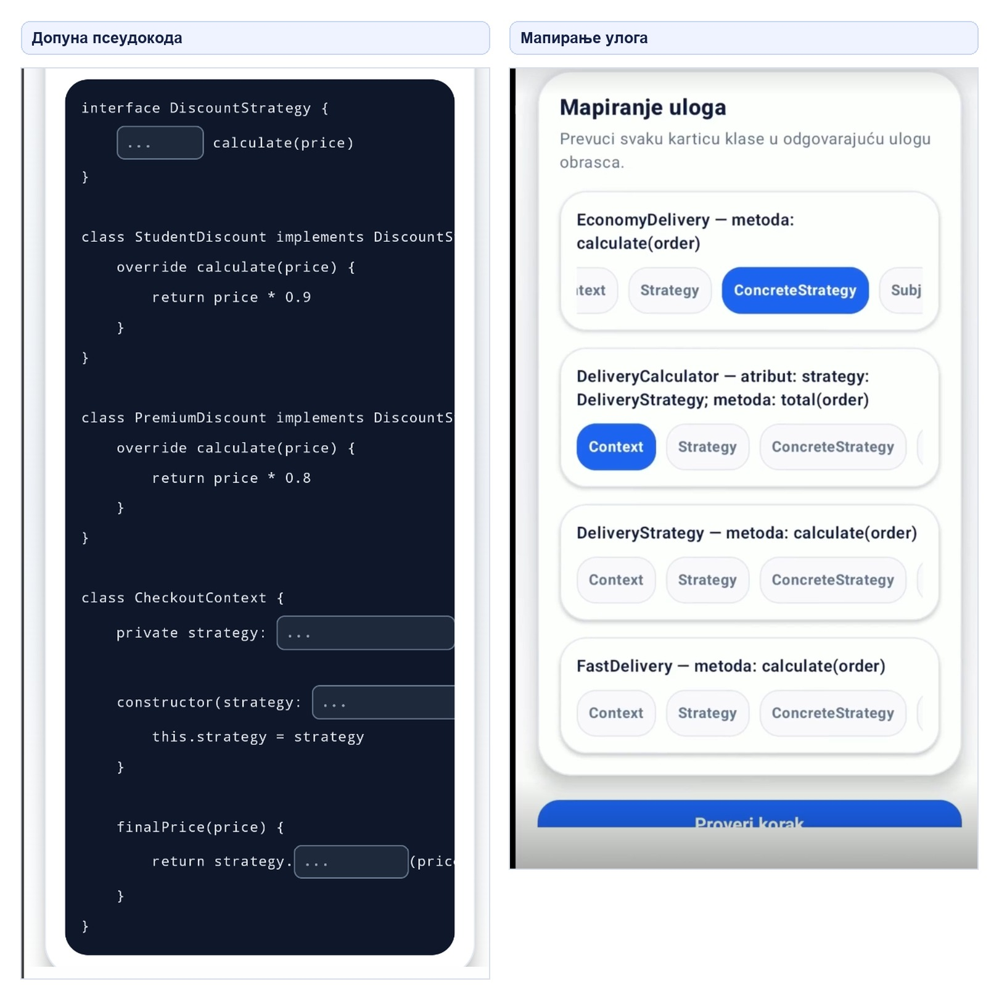 Допуна псеудокода
interface DiscountStrategy {
... calculate(price)
}
class StudentDiscount implements DiscountS
override calculate(price) {
return price * 0.9
}
}
class PremiumDiscount implements DiscountS
override calculate(price) {
return price * 0.8
}
}
class CheckoutContext {
private strategy: ...
constructor(strategy: ...
this.strategy = strategy
}
finalPrice(price) {
return strategy. ... (pric
}
}
Мапирање улога
Mapiranje uloga
Prevuci svaku karticu klase u odgovarajuću ulogu
obrasca.
EconomyDelivery — metoda:
calculate(order)
text Strategy ConcreteStrategy Subj
DeliveryCalculator — atribut: strategy:
DeliveryStrategy; metoda: total(order)
Context Strategy ConcreteStrategy
DeliveryStrategy — metoda: calculate(order)
Context Strategy ConcreteStrategy
FastDelivery — metoda: calculate(order)
Context Strategy ConcreteStrategy
Proveri korak